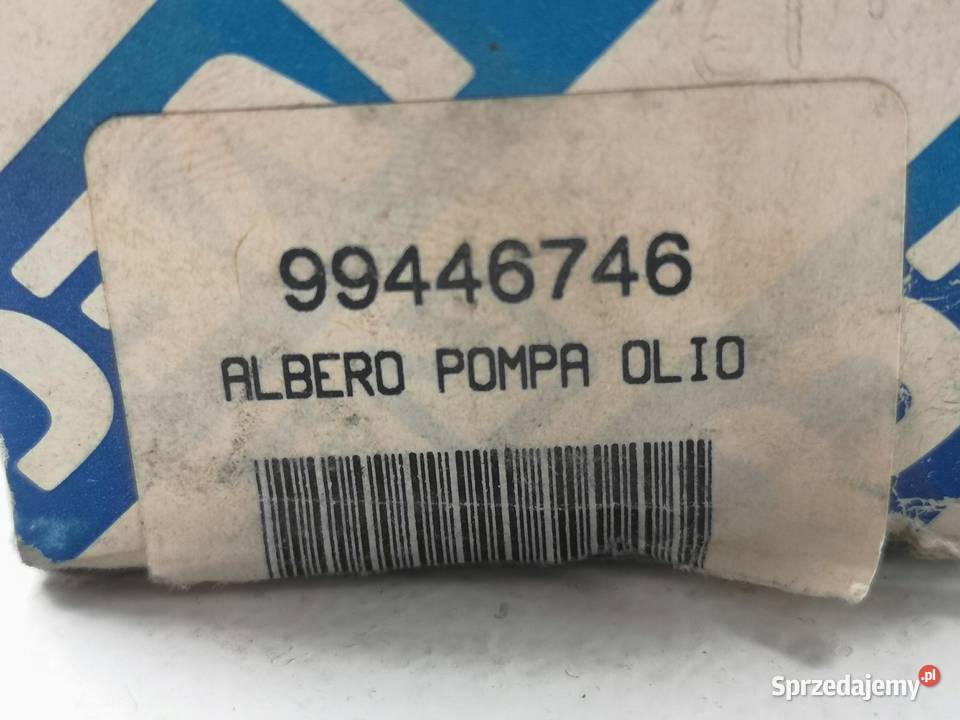 99446746
ALBERO POMPA OLIO
Sprzedajemy.pl